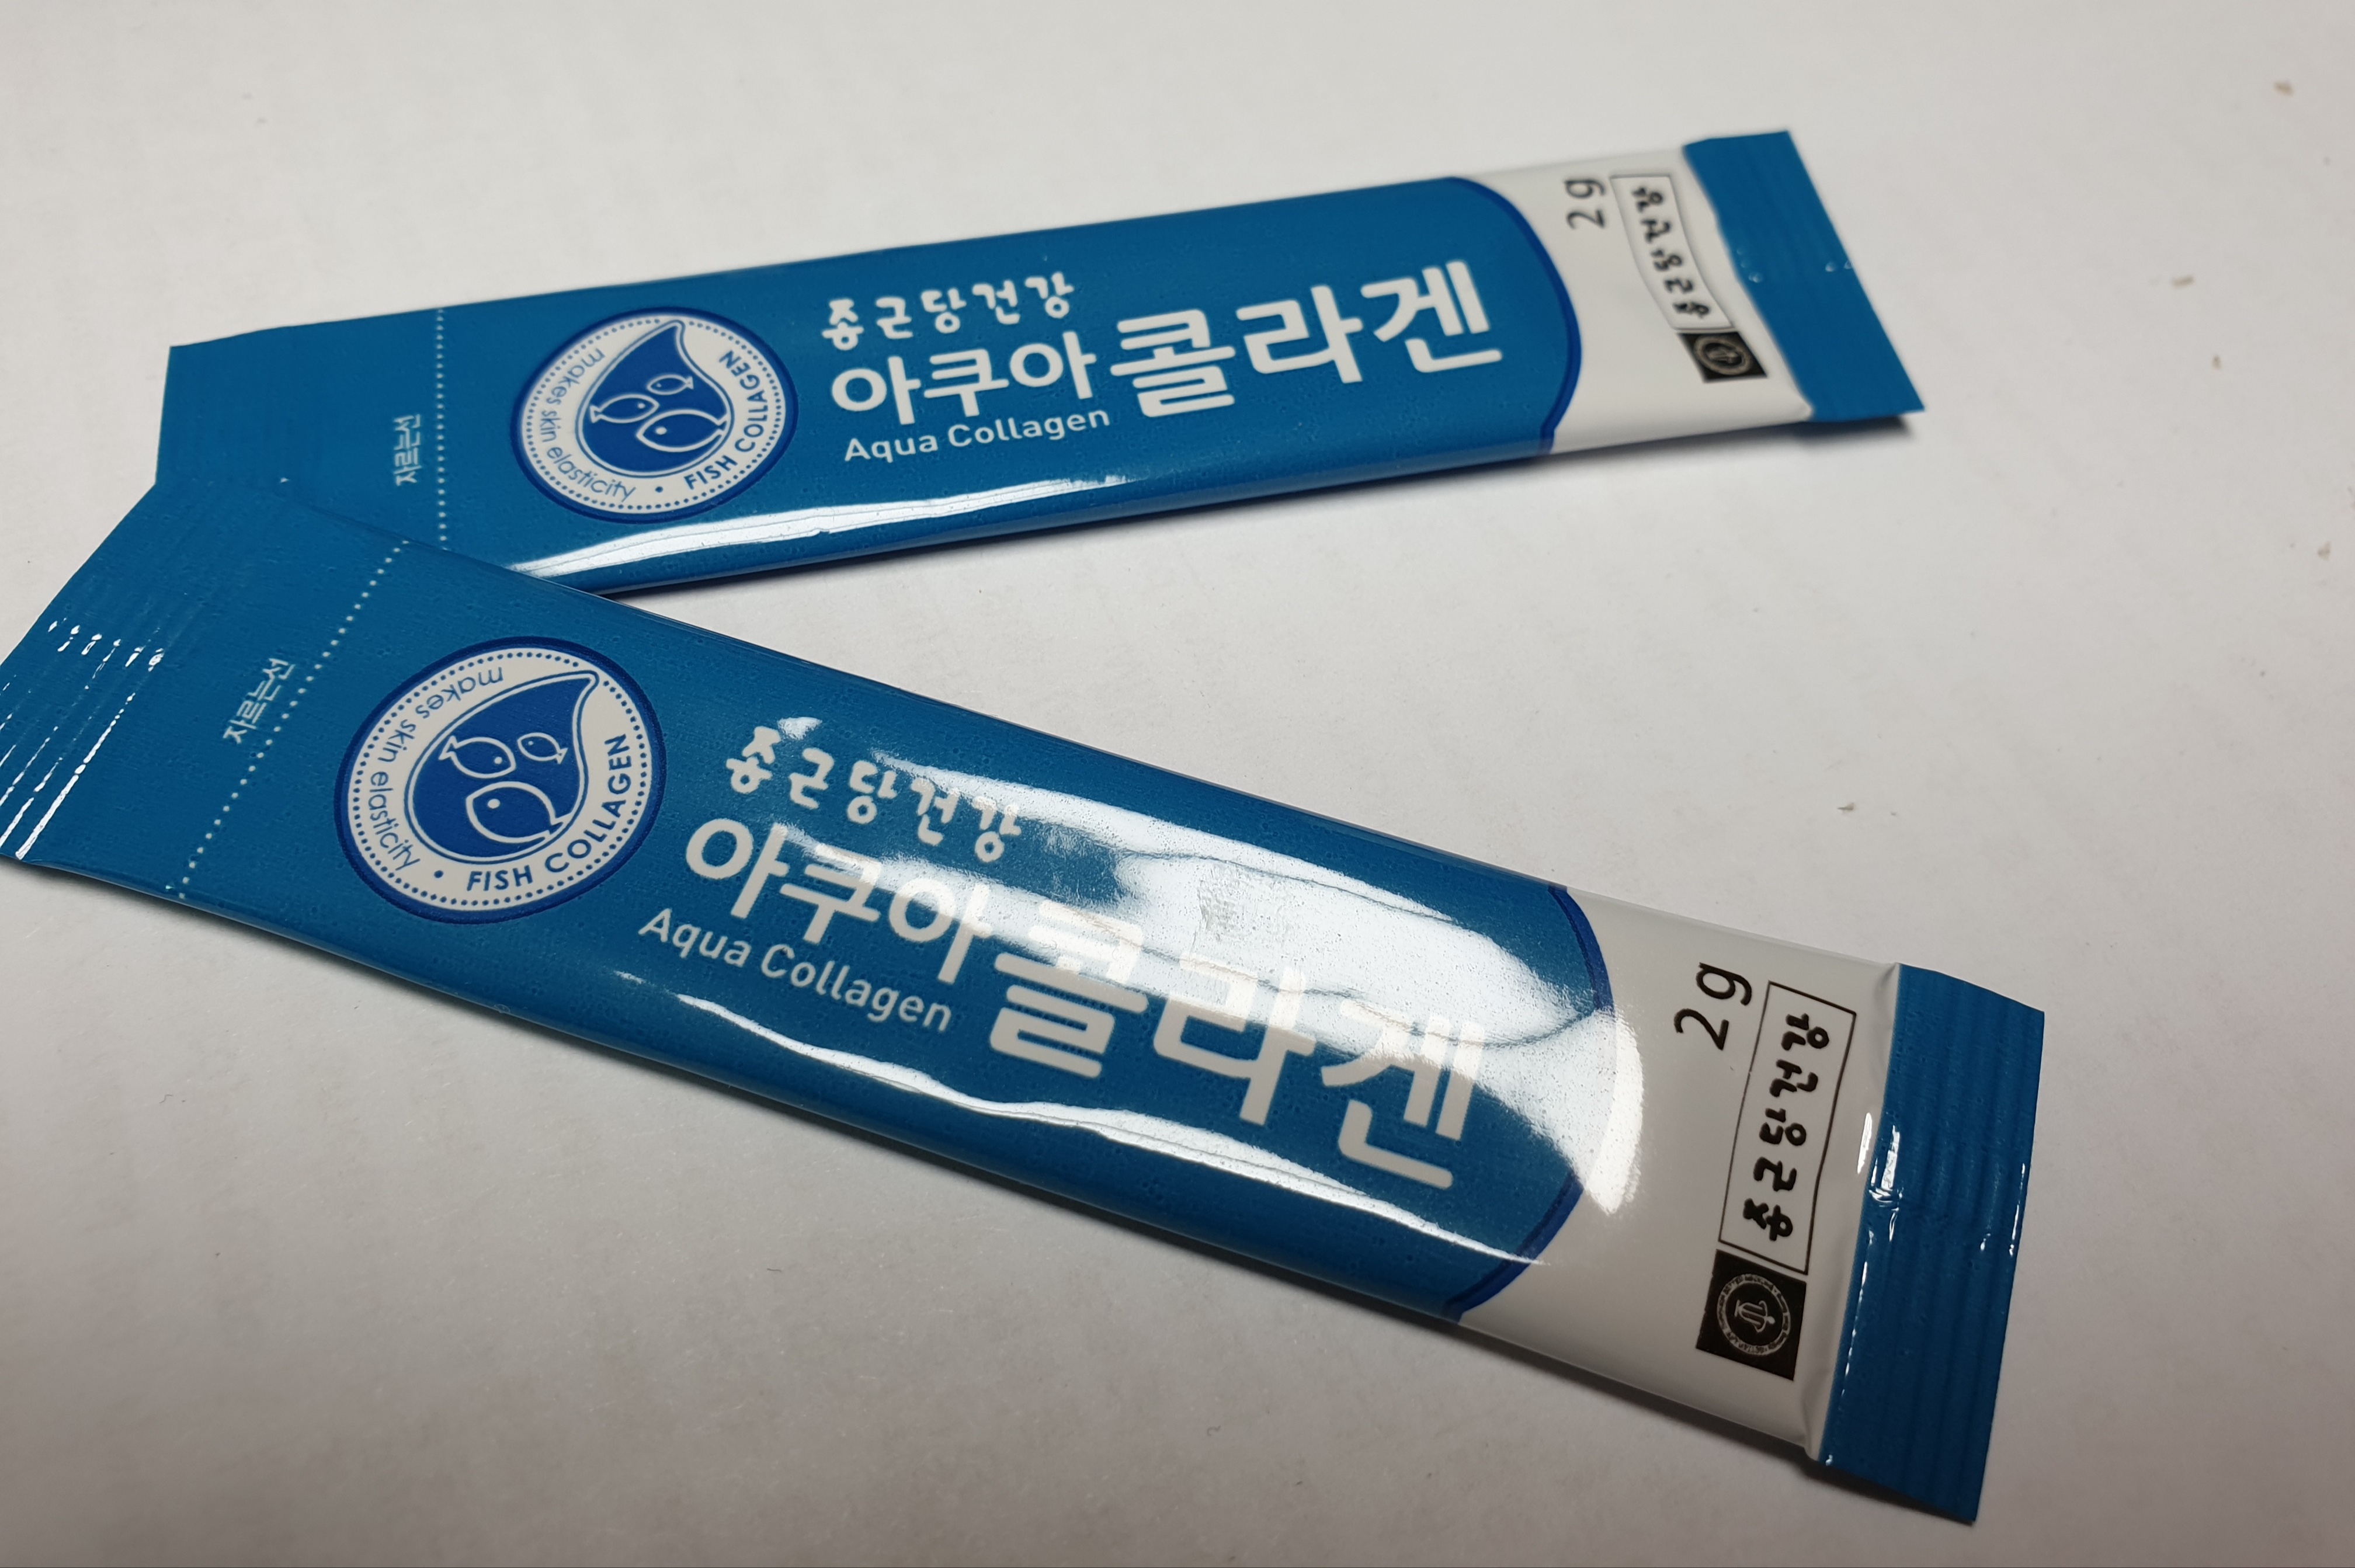 자르는선
makes skin elasticity • FISH COLLAGEN
종근당건강
아쿠아 콜라겐
Aqua Collagen
2g
종근당건강
자르는선
makes skin elasticity • FISH COLLAGEN
종근당건강
아쿠아 콜라겐
Aqua Collagen
2g
종근당건강